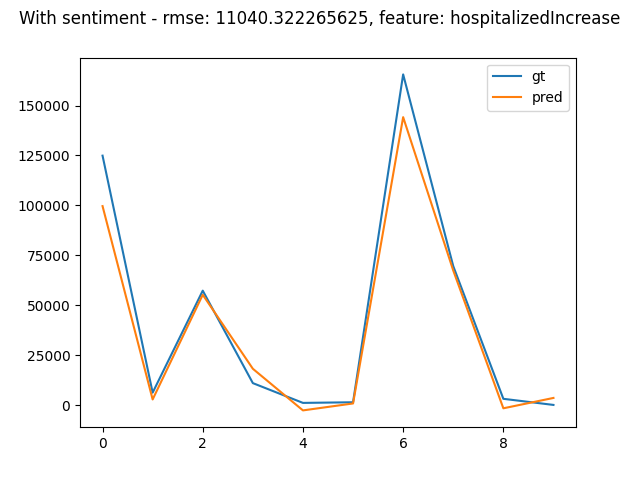 With sentiment - rmse: 11040.322265625, feature: hospitalizedIncrease
gt
pred
150000
125000
100000
75000
50000
25000
0
0 2 4 6 8